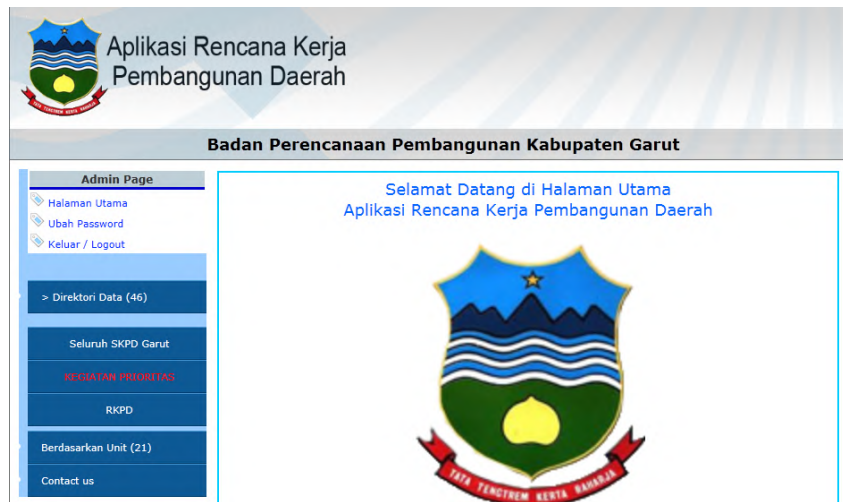 Aplikasi Rencana Kerja
Pembangunan Daerah
TATA TENGTREM KERTA RAHARJA
Badan Perencanaan Pembangunan Kabupaten Garut
Admin Page
Halaman Utama
Ubah Password
Keluar / Logout
> Direktori Data (46)
Seluruh SKPD Garut
KEGIATAN PRIORITAS
RKPD
Berdasarkan Unit (21)
Contact us
Selamat Datang di Halaman Utama
Aplikasi Rencana Kerja Pembangunan Daerah
TATA TENGTREM KERTA RAHARJA